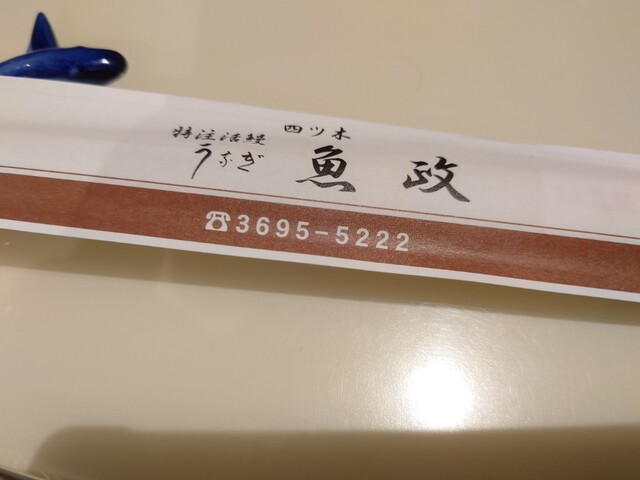 四ツ木
特注活鰻
うなぎ 魚政
☎3695-5222